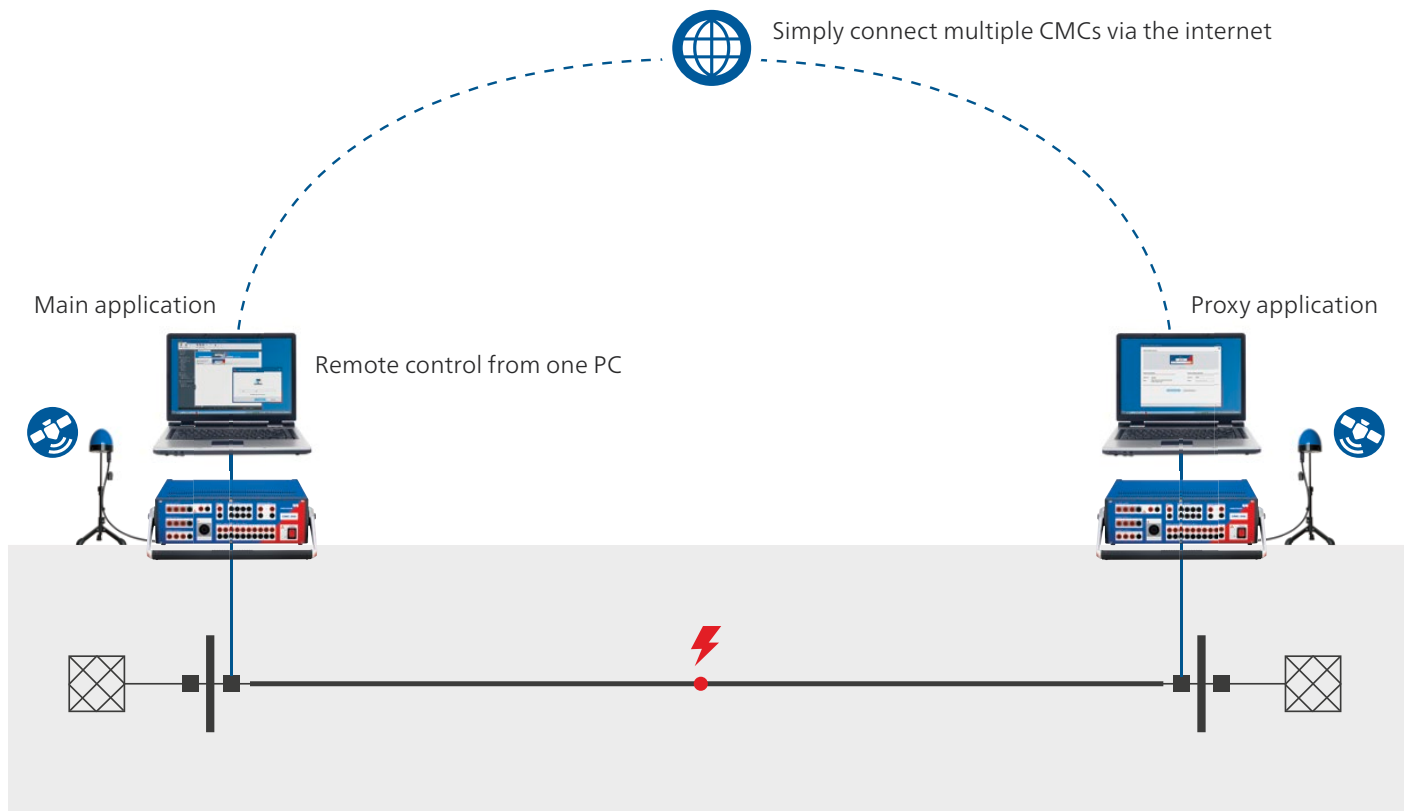 Simply connect multiple CMCs via the internet
Main application
Proxy application
Remote control from one PC